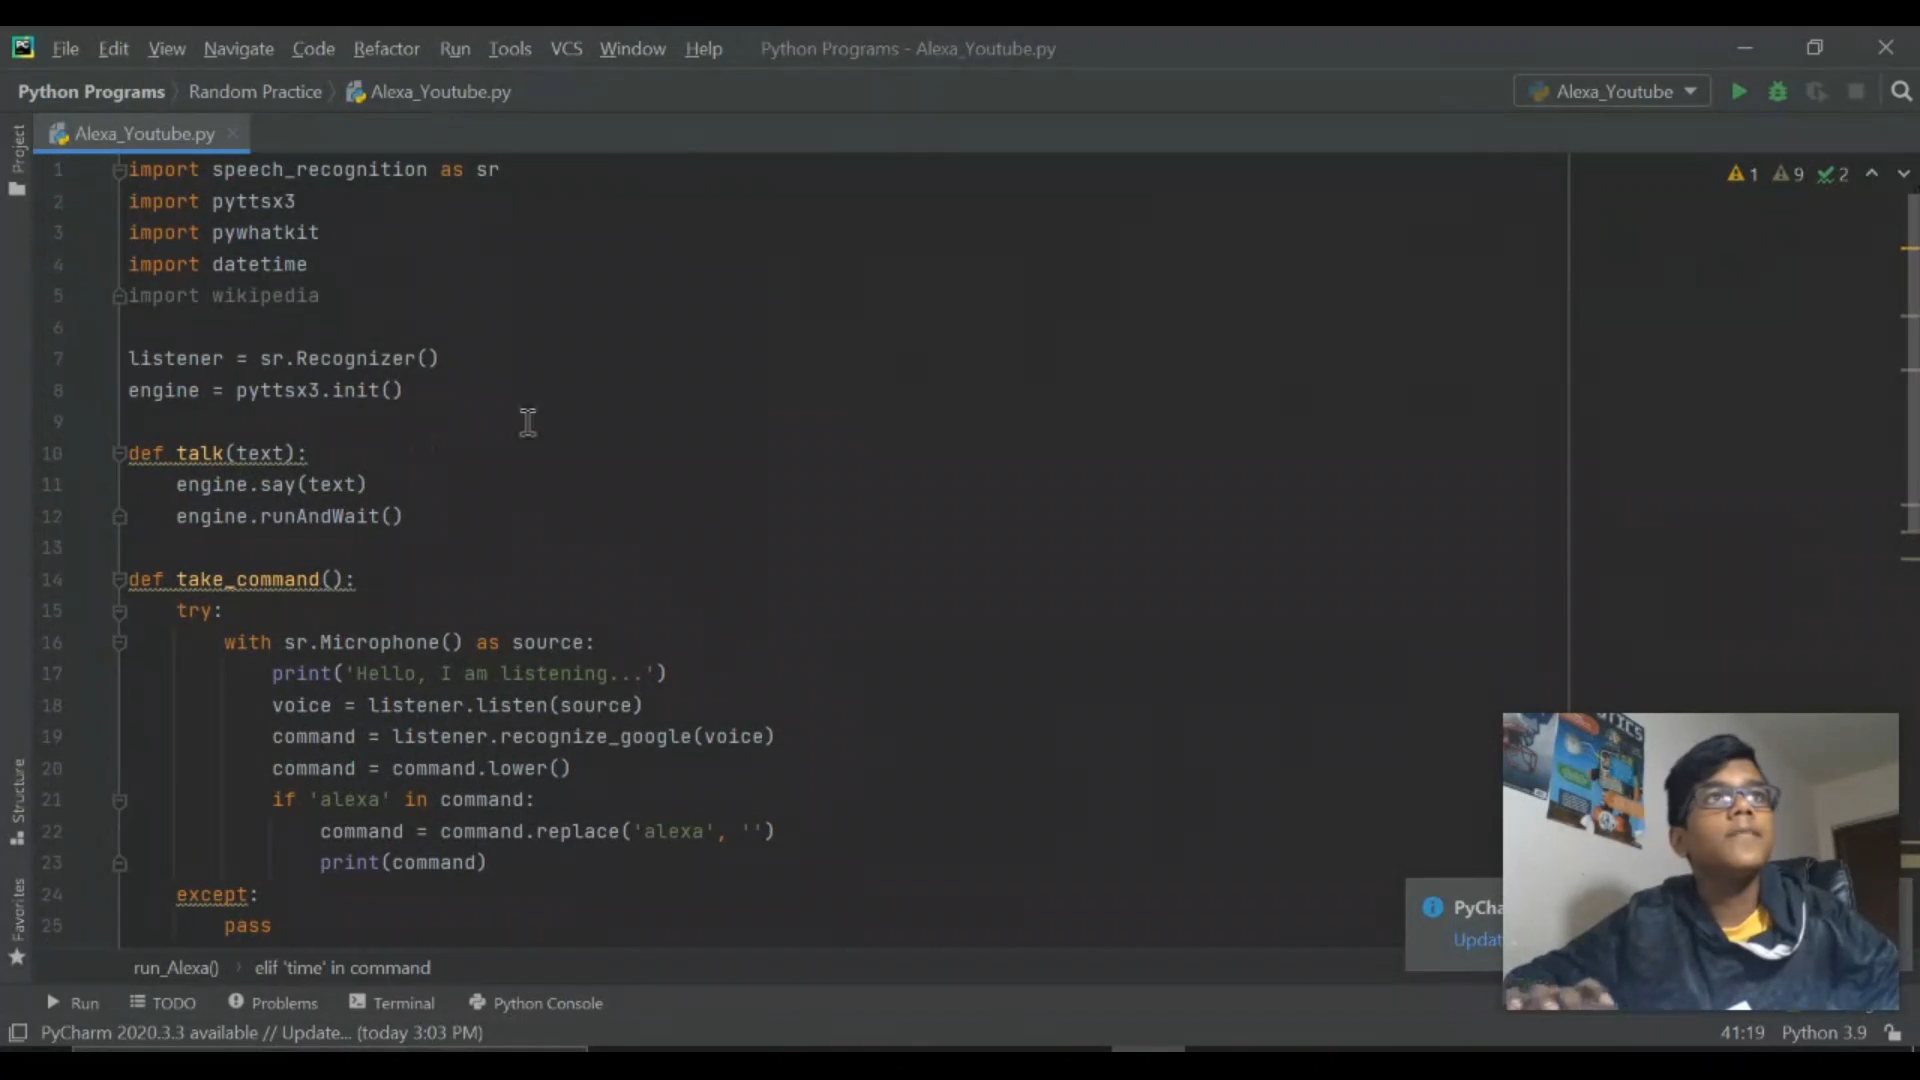 PC File Edit View Navigate Code Refactor Run Tools VCS Window Help Python Programs - Alexa_Youtube.py
Python Programs Random Practice Alexa_Youtube.py Alexa_Youtube
Alexa_Youtube.py
Project
1 import speech_recognition as sr
1 9 2
2 import pyttsx3
3 import pywhatkit
4 import datetime
5 import wikipedia
6
7 listener = sr.Recognizer()
8 engine = pyttsx3.init()
9
10 def talk(text):
11 engine.say(text)
12 engine.runAndWait()
13
14 def take_command():
15 try:
16 with sr.Microphone() as source:
17 print('Hello, I am listening...')
18 voice = listener.listen(source)
19 command = listener.recognize_google(voice)
20 command = command.lower()
21 if 'alexa' in command:
22 command = command.replace('alexa', '')
23 print(command)
24 except:
25 pass
Structure
Favorites
PyCha
Updat
run_Alexa() elif 'time' in command
Run TODO Problems Terminal Python Console
PyCharm 2020.3.3 available // Update... (today 3:03 PM) 41:19 Python 3.9